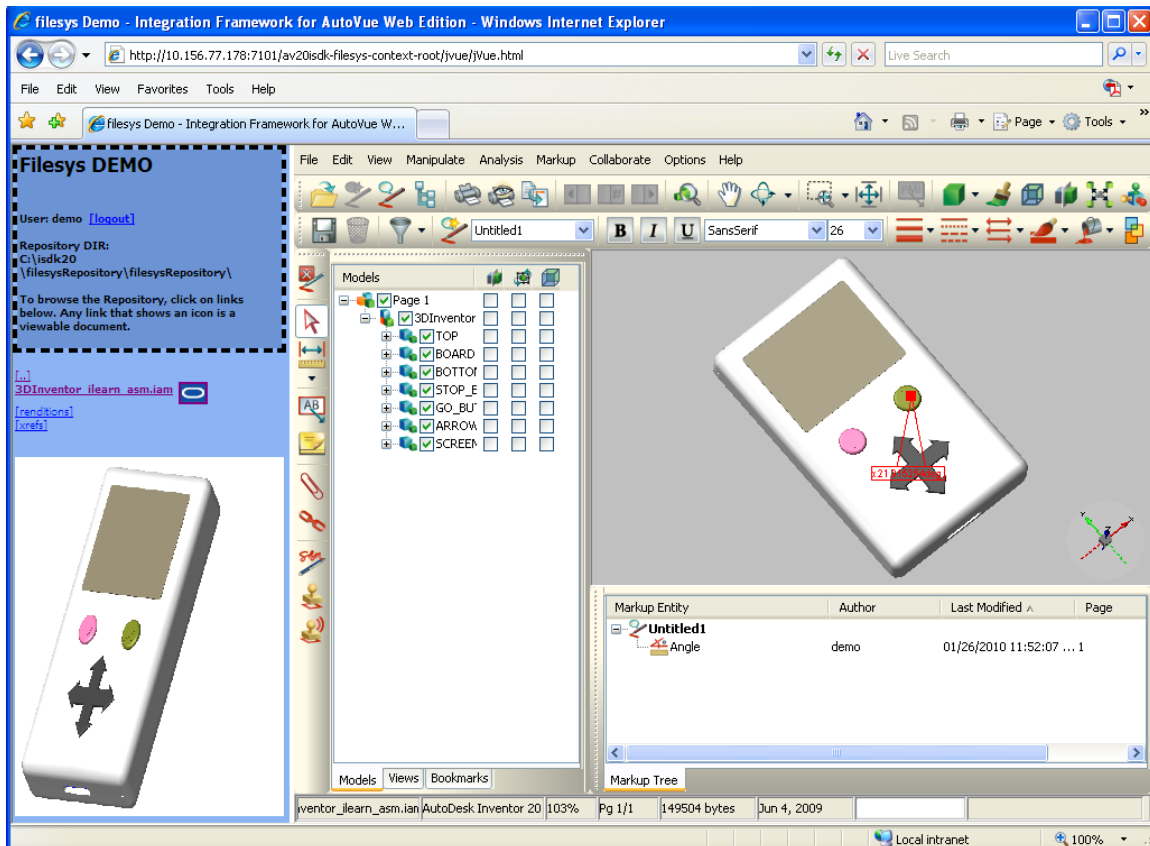 filesys Demo - Integration Framework for AutoVue Web Edition - Windows Internet Explorer
http://10.156.77.178:7101/av20isdk-filesys-context-root/jvue/jVue.html
Live Search
File Edit View Favorites Tools Help
filesys Demo - Integration Framework for AutoVue W...
Page Tools
Filesys DEMO
User: demo [logout]
Repository DIR:
C:\isdk20
\filesysRepository\filesysRepository\
To browse the Repository, click on links
below. Any link that shows an icon is a
viewable document.
[..]
3DInventor_ilearn_asm.iam
[renditions]
[xrefs]
File Edit View Manipulate Analysis Markup Collaborate Options Help
PMI
Untitled1 B I U SansSerif 26
Models
Page 1
3DInventor
TOP
BOARD
BOTTOM
STOP_B
GO_BUT
ARROW
SCREEN
AB
Models Views Bookmarks
X
Y
Z
Markup Entity Author Last Modified Page
Untitled1
Angle demo 01/26/2010 11:52:07 ... 1
Markup Tree
nventor_ilearn_asm.ian AutoDesk Inventor 20 103% Pg 1/1 149504 bytes Jun 4, 2009
Local intranet 100%